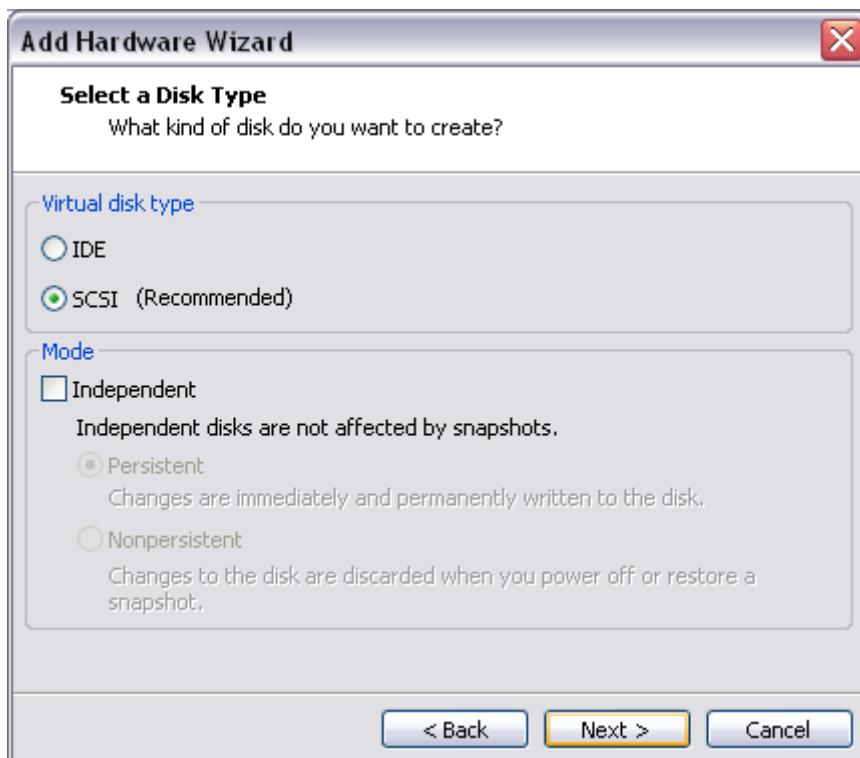 Add Hardware Wizard
Select a Disk Type
What kind of disk do you want to create?
Virtual disk type
IDE
SCSI (Recommended)
Mode
Independent
Independent disks are not affected by snapshots.
Persistent
Changes are immediately and permanently written to the disk.
Nonpersistent
Changes to the disk are discarded when you power off or restore a
snapshot.
< Back Next > Cancel